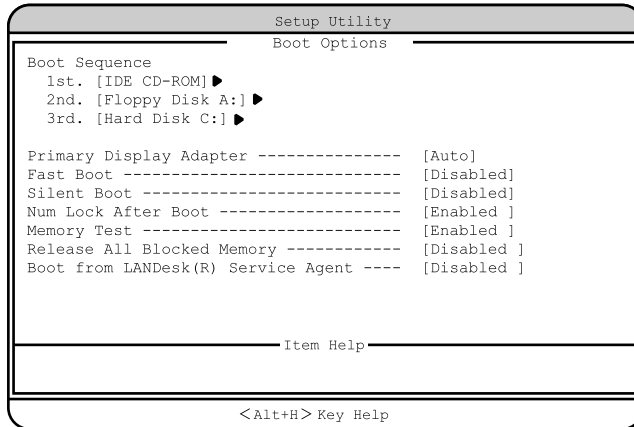 Setup Utility
Boot Options
Boot Sequence
1st. [IDE CD-ROM]
2nd. [Floppy Disk A:]
3rd. [Hard Disk C:]
Primary Display Adapter --------------- [Auto]
Fast Boot ----------------------------- [Disabled]
Silent Boot --------------------------- [Disabled]
Num Lock After Boot ------------------- [Enabled ]
Memory Test --------------------------- [Enabled ]
Release All Blocked Memory ------------ [Disabled ]
Boot from LANDesk(R) Service Agent ---- [Disabled ]
Item Help
<Alt+H> Key Help